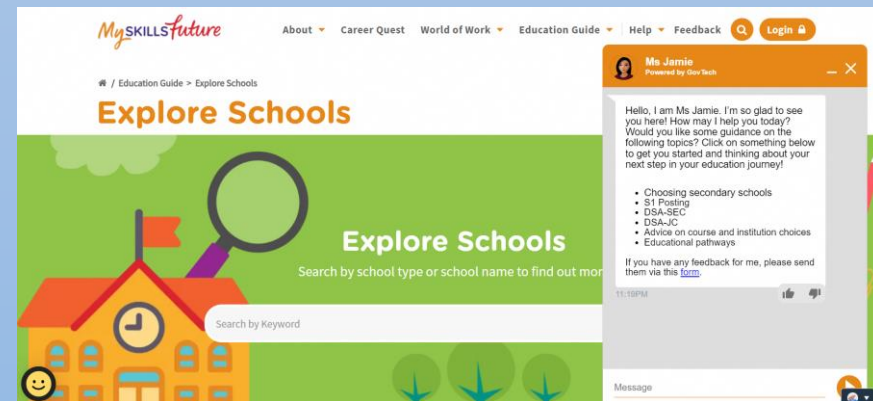 MySKILLSfuture
About Career Quest World of Work Education Guide Help Feedback Login
/ Education Guide > Explore Schools
Explore Schools
Explore Schools
Search by school type or school name to find out mor
Search by Keyword
Ms Jamie
Powered by GovTech
Hello, I am Ms Jamie. I'm so glad to see
you here! How may I help you today?
Would you like some guidance on the
following topics? Click on something below
to get you started and thinking about your
next step in your education journey!
• Choosing secondary schools
• S1 Posting
• DSA-SEC
• DSA-JC
• Advice on course and institution choices
• Educational pathways
If you have any feedback for me, please send
them via this form.
11:19PM
Message